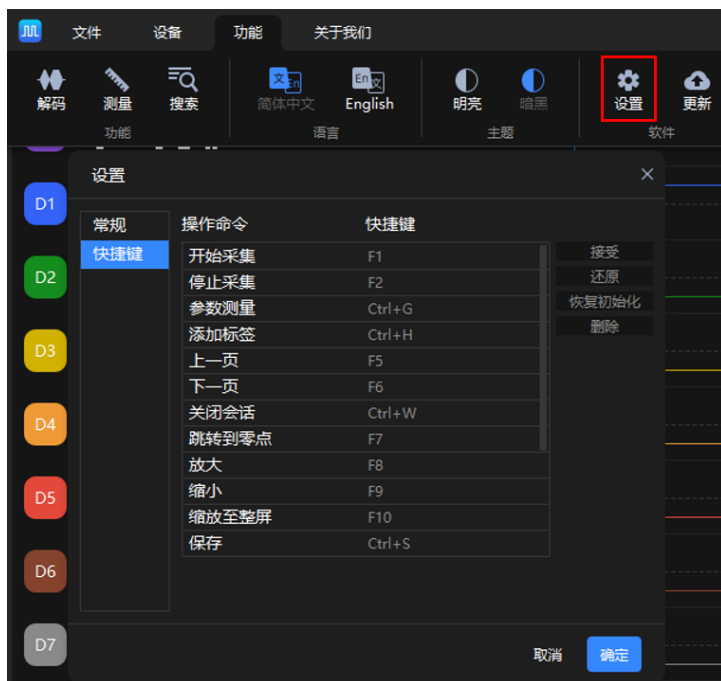 文件 设备 功能 关于我们
解码 测量 搜索 简体中文 English 明亮 暗黑 设置 更新
功能 语言 主题 软件
设置
D1
常规
快捷键
操作命令 快捷键
开始采集 F1
停止采集 F2
参数测量 Ctrl+G
添加标签 Ctrl+H
上一页 F5
下一页 F6
关闭会话 Ctrl+W
跳转到零点 F7
放大 F8
缩小 F9
缩放至整屏 F10
保存 Ctrl+S
接受
还原
恢复初始化
删除
D2
D3
D4
D5
D6
D7
取消 确定